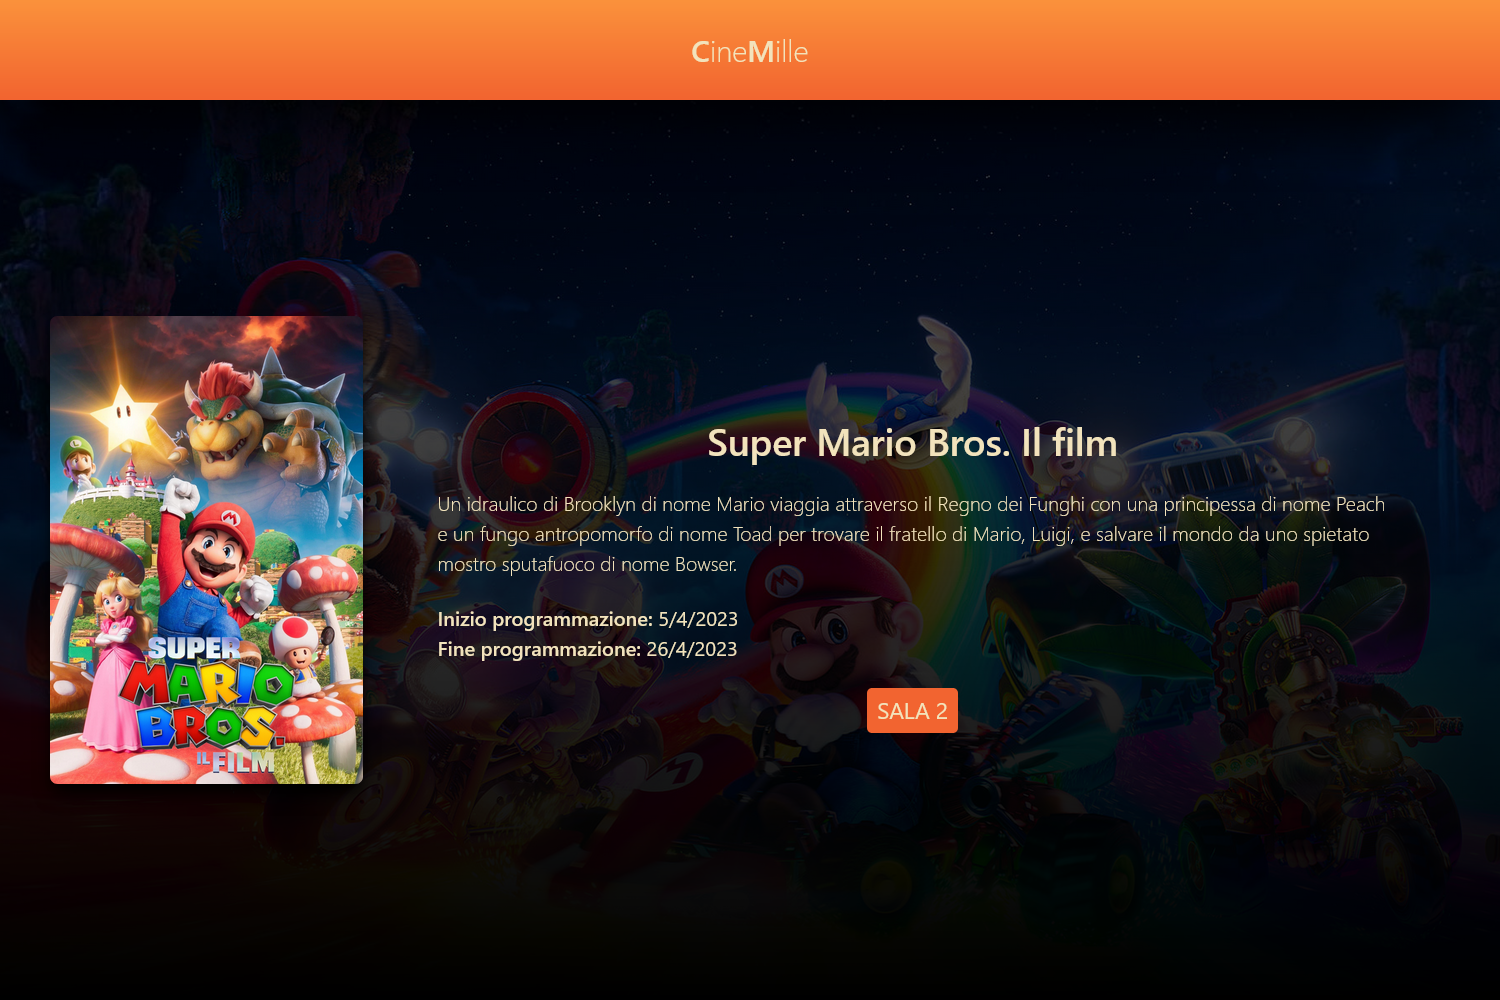 CineMille
Super Mario Bros. Il film
Un idraulico di Brooklyn di nome Mario viaggia attraverso il Regno dei Funghi con una principessa di nome Peach
e un fungo antropomorfo di nome Toad per trovare il fratello di Mario, Luigi, e salvare il mondo da uno spietato
mostro sputafuoco di nome Bowser.
Inizio programmazione: 5/4/2023
Fine programmazione: 26/4/2023
SALA 2
L
M
SUPER
MARIO
BROS.
IL FILM
M